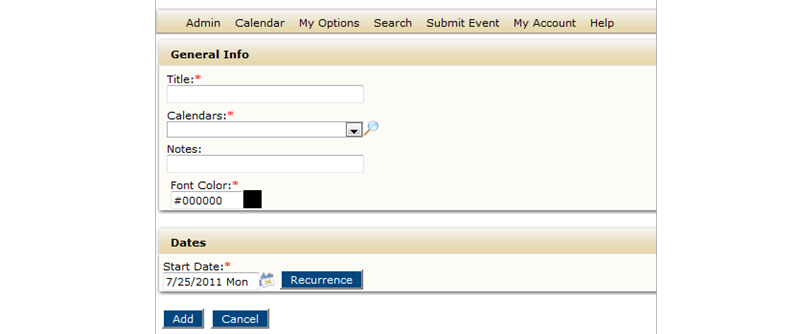 Admin Calendar My Options Search Submit Event My Account Help
General Info
Title:*
Calendars:*
Notes:
Font Color:*
#000000
Dates
Start Date:*
7/25/2011 Mon Recurrence
Add Cancel